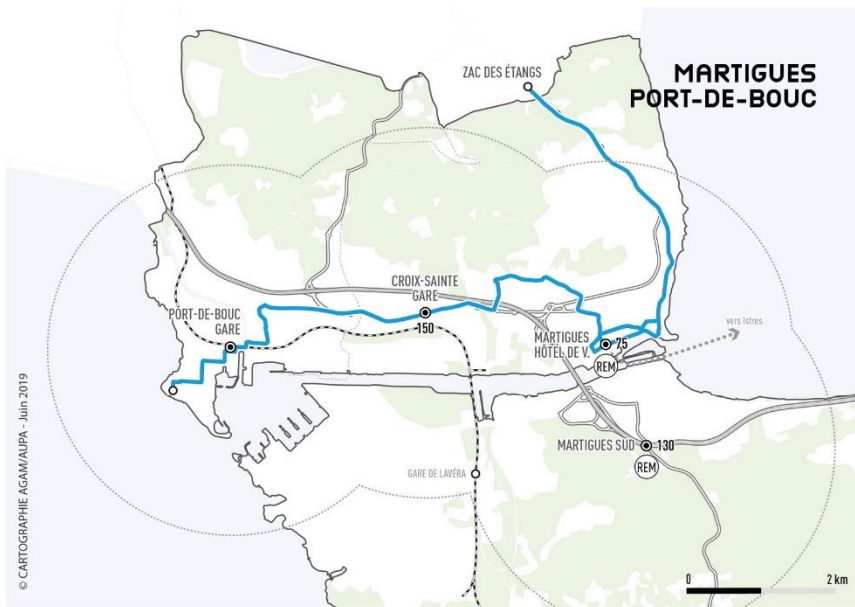 MARTIGUES
PORT-DE-BOUC
ZAC DES ÉTANGS
CROIX-SAINTE
GARE
150
PORT-DE-BOUC
GARE
vers Istres
MARTIGUES
HÔTEL DE V.
75
REM
MARTIGUES SUD
130
REM
GARE DE LAVÉRA
0
2 km
© CARTOGRAPHIE AGAM/AUPA - Juin 2019